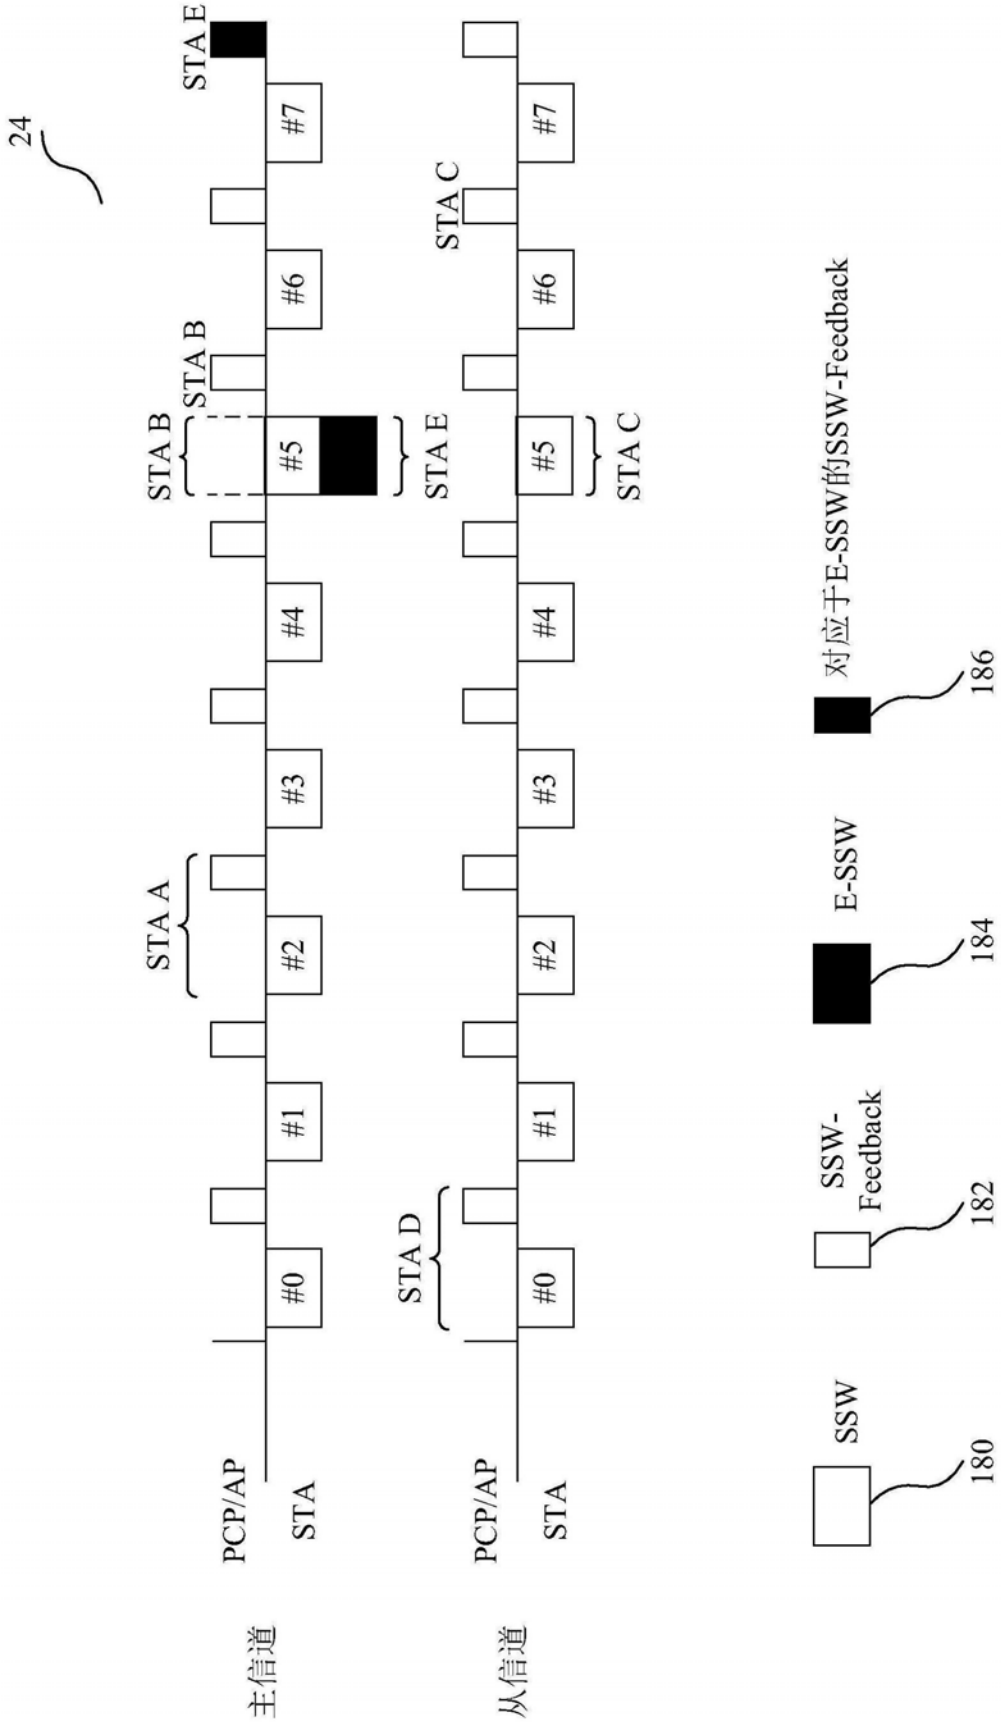 24
主信道
PCP/AP
STA
STA A
STA B
STA B
STA E
STA E
#0
#1
#2
#3
#4
#5
#6
#7
从信道
PCP/AP
STA
STA D
STA C
STA C
#0
#1
#2
#3
#4
#5
#6
#7
SSW
180
SSW-
Feedback
182
E-SSW
184
对应于E-SSW的SSW-Feedback
186